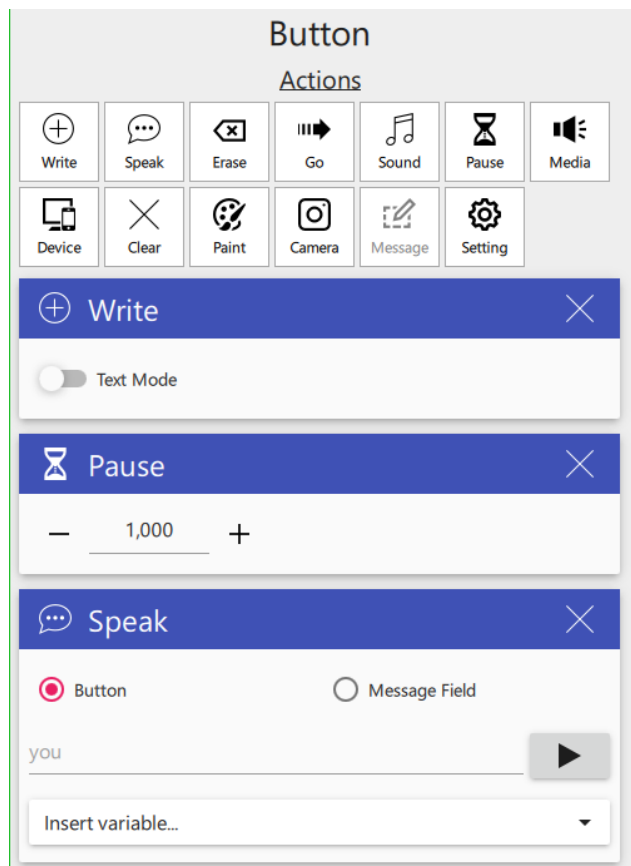 Button
Actions
Write Speak Erase Go Sound Pause Media
Device Clear Paint Camera Message Setting
Write
Text Mode
Pause
1,000
Speak
Button Message Field
you
Insert variable...